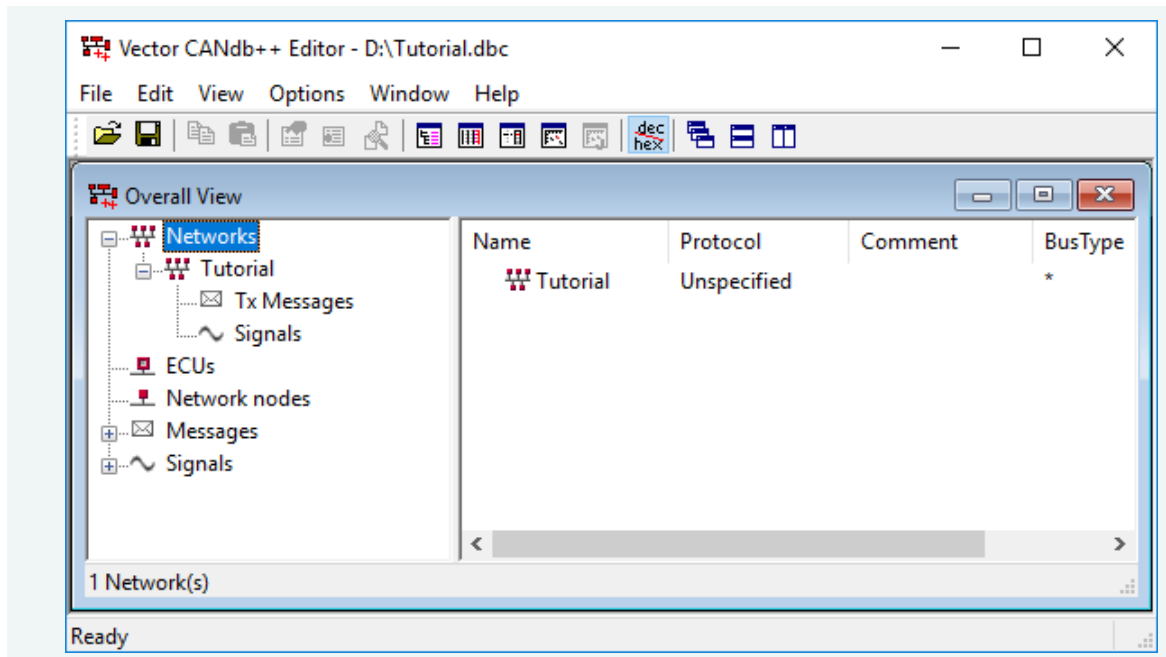 Vector CANdb++ Editor - D:\Tutorial.dbc
File Edit View Options Window Help
dec
hex
Overall View
Networks
Tutorial
Tx Messages
Signals
ECUs
Network nodes
Messages
Signals
Name Protocol Comment BusType
Tutorial Unspecified *
1 Network(s)
Ready